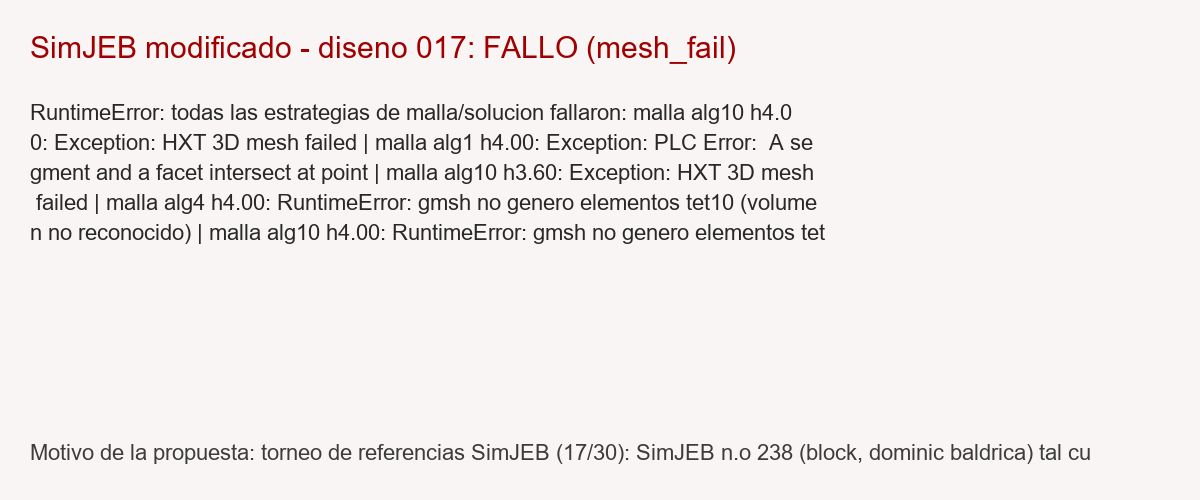 SimJEB modificado - diseno 017: FALLO (mesh_fail)
RuntimeError: todas las estrategias de malla/solucion fallaron: malla alg10 h4.0
0: Exception: HXT 3D mesh failed | malla alg1 h4.00: Exception: PLC Error:  A se
gment and a facet intersect at point | malla alg10 h3.60: Exception: HXT 3D mesh
 failed | malla alg4 h4.00: RuntimeError: gmsh no genero elementos tet10 (volume
n no reconocido) | malla alg10 h4.00: RuntimeError: gmsh no genero elementos tet
Motivo de la propuesta: torneo de referencias SimJEB (17/30): SimJEB n.o 238 (block, dominic baldrica) tal cu